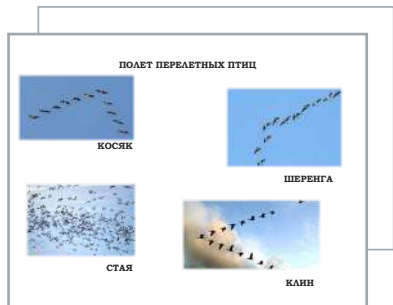 ПОЛЕТ ПЕРЕЛЕТНЫХ ПТИЦ
КОСЯК
ШЕРЕНГА
СТАЯ
КЛИН